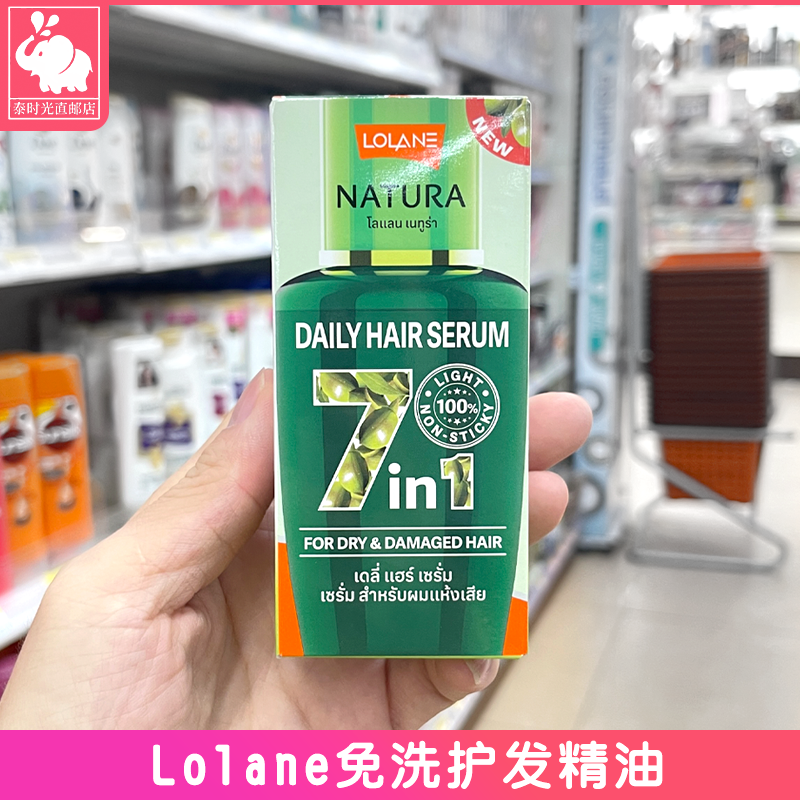 泰时光直邮店
LOLANE
NEW
NATURA
โลแลน เนทูร่า
DAILY HAIR SERUM
7in1
LIGHT
100%
NON-STICKY
FOR DRY & DAMAGED HAIR
เดลี่ แฮร์ เซรั่ม
เซรั่ม สำหรับผมแห้งเสีย
Lolane免洗护发精油